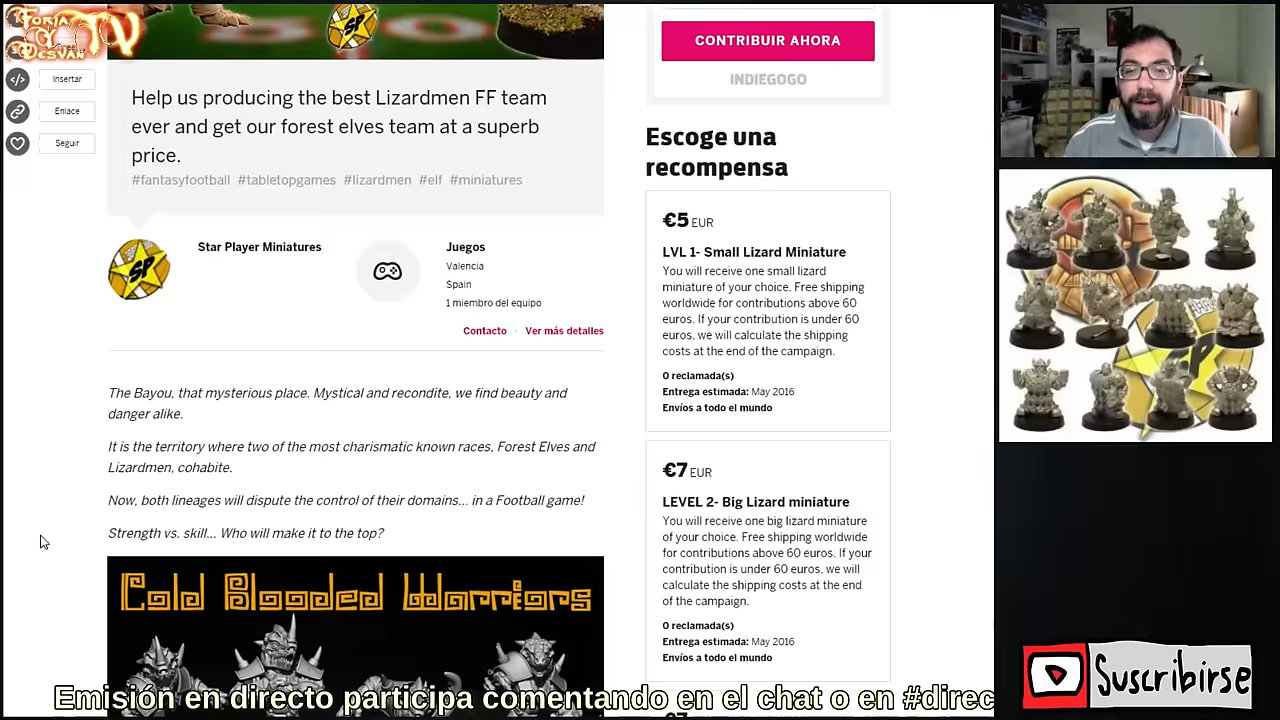 Forja
y
Desván
TV
SP
Insertar
Enlace
Seguir
Help us producing the best Lizardmen FF team
ever and get our forest elves team at a superb
price.
#fantasyfootball #tabletopgames #lizardmen #elf #miniatures
SP
Star Player Miniatures
Juegos
Valencia
Spain
1 miembro del equipo
Contacto · Ver más detalles
The Bayou, that mysterious place. Mystical and recondite, we find beauty and
danger alike.
It is the territory where two of the most charismatic known races, Forest Elves and
Lizardmen, cohabite.
Now, both lineages will dispute the control of their domains... in a Football game!
Strength vs. skill... Who will make it to the top?
Cold Blooded Warriors
CONTRIBUIR AHORA
INDIEGOGO
Escoge una
recompensa
€5 EUR
LVL 1- Small Lizard Miniature
You will receive one small lizard
miniature of your choice. Free shipping
worldwide for contributions above 60
euros. If your contribution is under 60
euros, we will calculate the shipping
costs at the end of the campaign.
0 reclamada(s)
Entrega estimada: May 2016
Envíos a todo el mundo
€7 EUR
LEVEL 2- Big Lizard miniature
You will receive one big lizard miniature
of your choice. Free shipping worldwide
for contributions above 60 euros. If your
contribution is under 60 euros, we will
calculate the shipping costs at the end
of the campaign.
0 reclamada(s)
Entrega estimada: May 2016
Envíos a todo el mundo
SP
Suscribirse
Emisión en directo participa comentando en el chat o en #direc